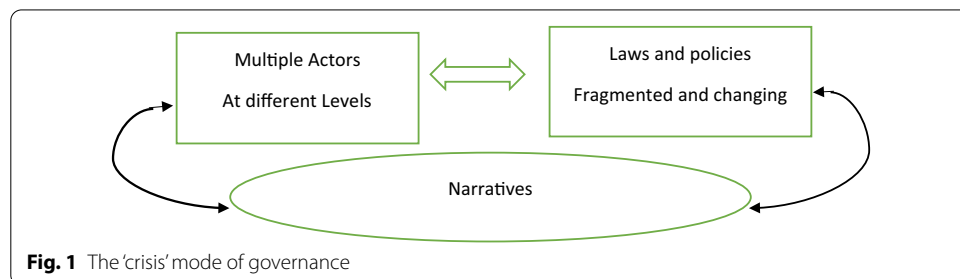 Multiple Actors
At different Levels
Laws and policies
Fragmented and changing
Narratives
Fig. 1 The 'crisis' mode of governance